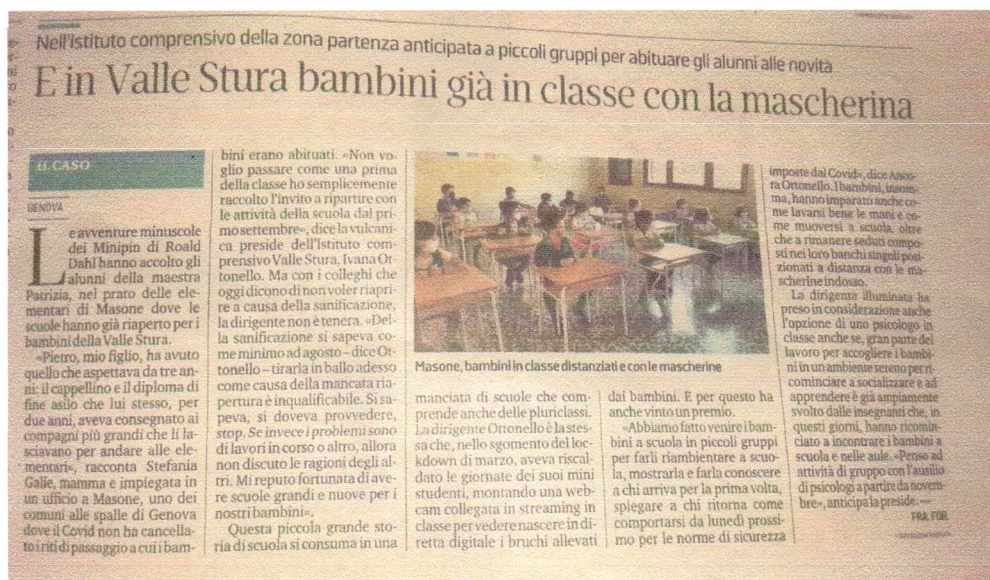 Nell'Istituto comprensivo della zona partenza anticipata a piccoli gruppi per abituare gli alunni alle novità
E in Valle Stura bambini già in classe con la mascherina
IL CASO
GENOVA
Le avventure minuscole
dei Minipin di Roald
Dahl hanno accolto gli
alunni della maestra
Patrizia, nel prato delle ele-
mentari di Masone dove le
scuole hanno già riaperto per i
bambini della Valle Stura.
«Pietro, mio figlio, ha avuto
quello che aspettava da tre an-
ni: il cappellino e il diploma di
fine asilo che lui stesso, per
due anni, aveva consegnato ai
compagni più grandi che li la-
sciavano per andare alle ele-
mentari», racconta Stefania
Galie, mamma e impiegata in
un ufficio a Masone, uno dei
comuni alle spalle di Genova
dove il Covid non ha cancella-
to i riti di passaggio a cui i bam-
bini erano abituati. «Non vo-
glio passare come una prima
della classe ho semplicemente
raccolto l'invito a ripartire con
le attività della scuola dal pri-
mo settembre», dice la vulcani-
ca preside dell'Istituto com-
prensivo Valle Stura, Ivana Ot-
tonello. Ma con i colleghi che
oggi dicono di non voler riapri-
re a causa della sanificazione,
la dirigente non è tenera. «Del-
la sanificazione si sapeva co-
me minimo ad agosto – dice Ot-
tonello – tirarla in ballo adesso
come causa della mancata ria-
pertura è inqualificabile. Si sa-
peva, si doveva provvedere,
stop. Se invece i problemi sono
di lavori in corso o altro, allora
non discuto le ragioni degli al-
tri. Mi reputo fortunata di ave-
re scuole grandi e nuove per i
nostri bambini».
Questa piccola grande sto-
ria di scuola si consuma in una
Masone, bambini in classe distanziati e con le mascherine
manciata di scuole che com-
prende anche delle pluriclassi.
La dirigente Ottonello è la stes-
sa che, nello sgomento del loc-
kdown di marzo, aveva riscal-
dato le giornate dei suoi mini
studenti, montando una web-
cam collegata in streaming in
classe per vedere nascere in di-
retta digitale i bruchi allevati
dai bambini. E per questo ha
anche vinto un premio.
«Abbiamo fatto venire i bam-
bini a scuola in piccoli gruppi
per farli riambientare a scuo-
la, mostrarla e farla conoscere
a chi arriva per la prima volta,
spiegare a chi ritorna come
comportarsi da lunedì prossi-
mo per le norme di sicurezza
imposte dal Covid», dice Anco-
ra Ottonello. I bambini, insom-
ma, hanno imparato anche co-
me lavarsi bene le mani e co-
me muoversi a scuola, oltre
che a rimanere seduti compo-
sti nei loro banchi singoli posi-
zionati a distanza con le ma-
scherine indosso.
La dirigente illuminata ha
preso in considerazione anche
l'opzione di uno psicologo in
classe anche se, gran parte del
lavoro per accogliere i bambi-
ni in un ambiente sereno per ri-
cominciare a socializzare e ad
apprendere è già ampiamente
svolto dalle insegnanti che, in
questi giorni, hanno ricomin-
ciato a incontrare i bambini a
scuola e nelle aule. «Penso ad
attività di gruppo con l'ausilio
di psicologi a partire da novem-
bre», anticipa la preside. —
FRA. FOR.